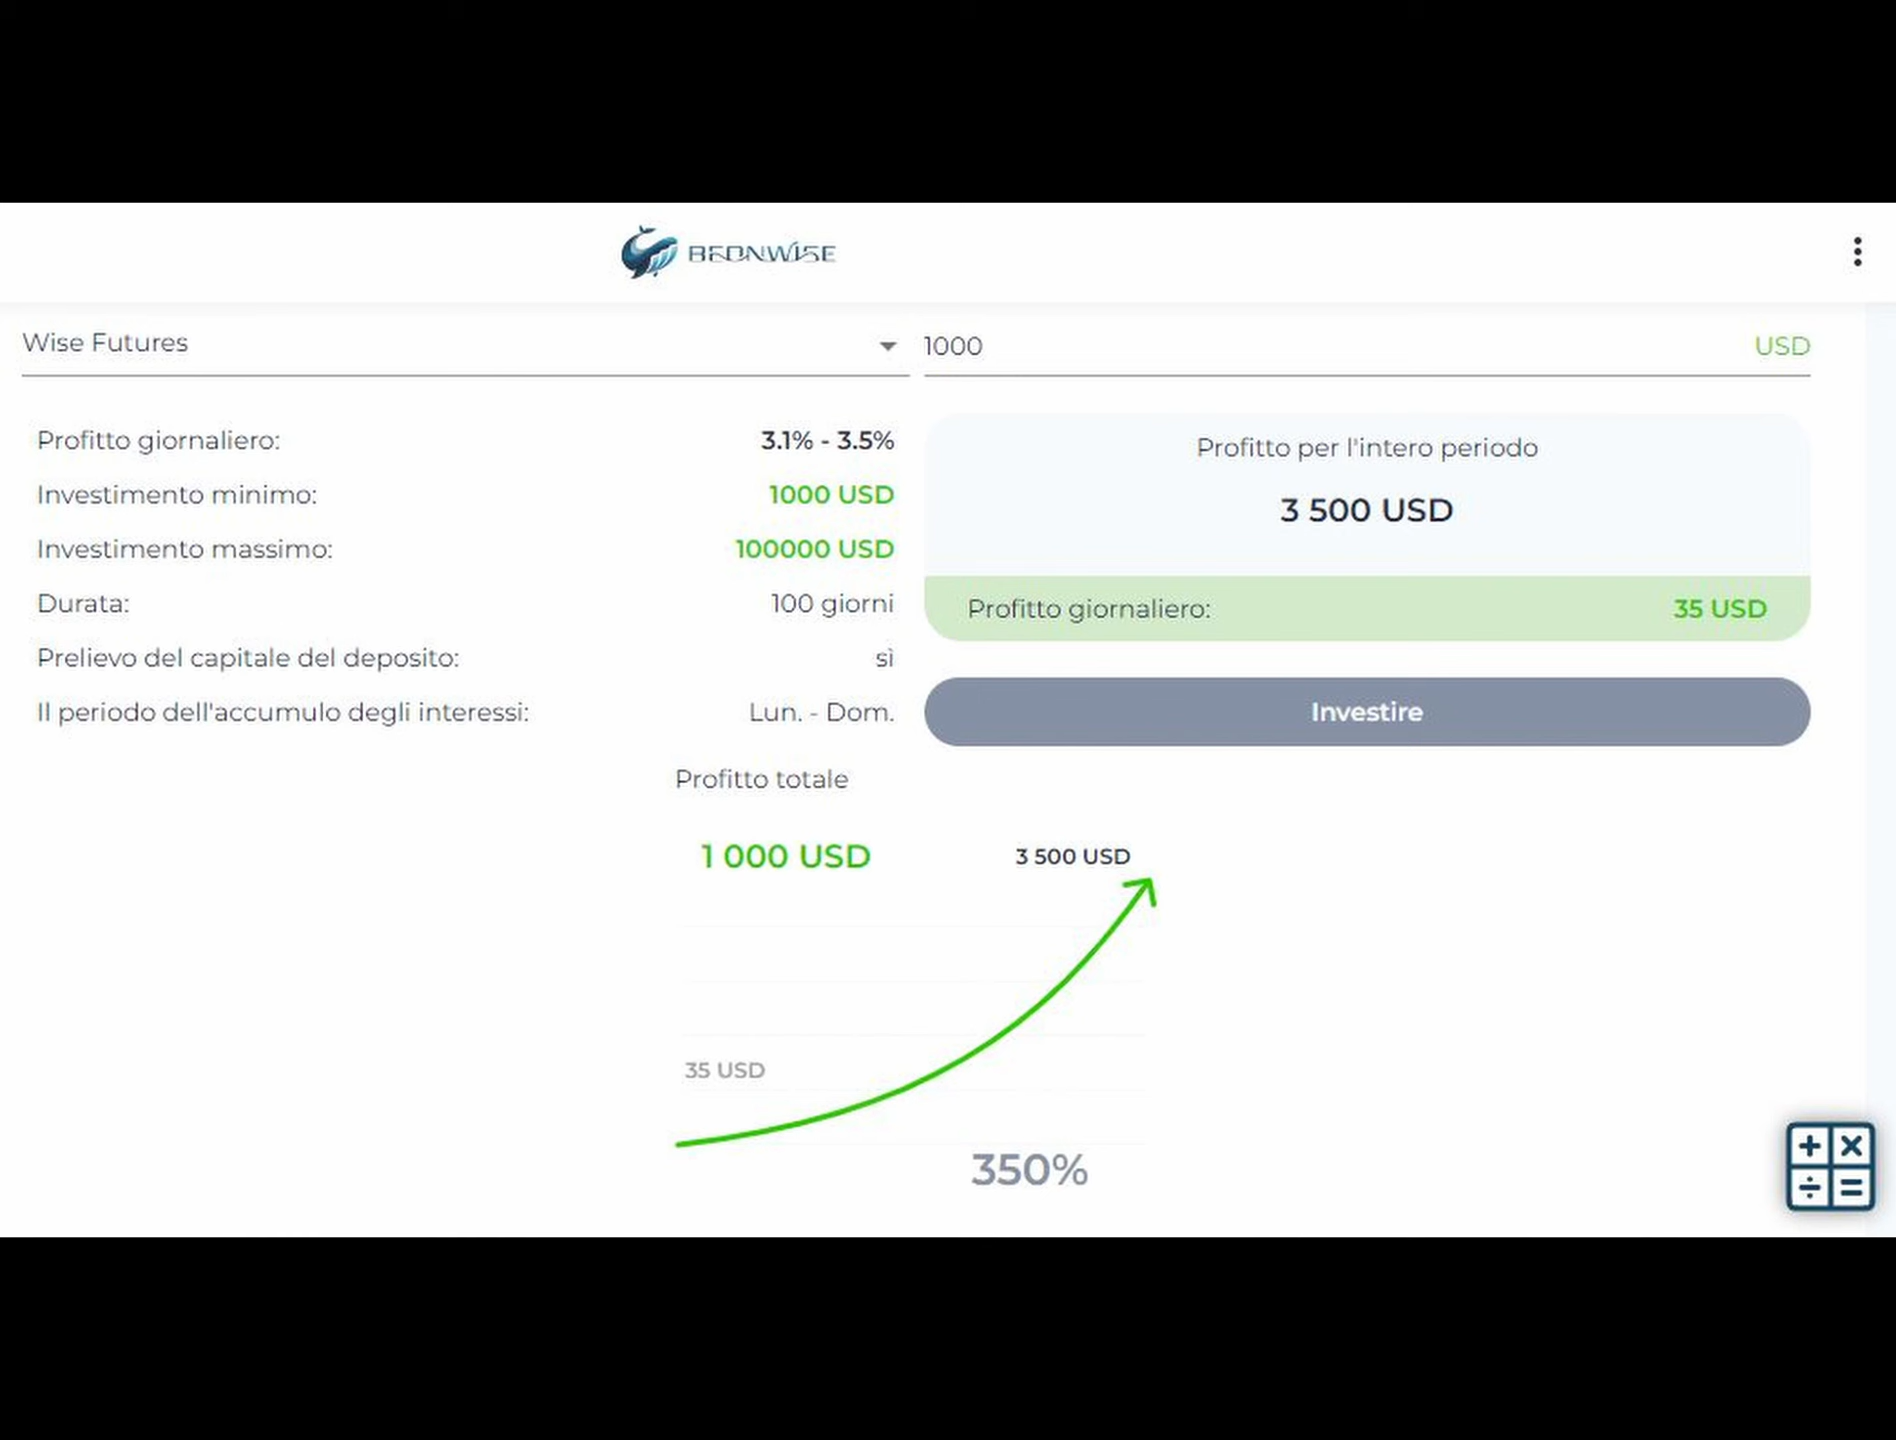 BEONWISE
Wise Futures
1000 USD
Profitto giornaliero: 3.1% - 3.5%
Investimento minimo: 1000 USD
Investimento massimo: 100000 USD
Durata: 100 giorni
Prelievo del capitale del deposito: sì
Il periodo dell'accumulo degli interessi: Lun. - Dom.
Profitto per l'intero periodo
3 500 USD
Profitto giornaliero: 35 USD
Investire
Profitto totale
1 000 USD
3 500 USD
35 USD
350%